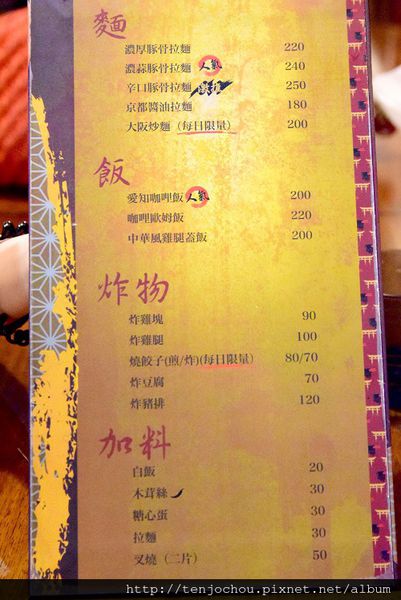 麵
濃厚豚骨拉麵 220
濃蒜豚骨拉麵 人氣 240
辛口豚骨拉麵 250
京都醬油拉麵 180
大阪炒麵（每日限量） 200
飯
愛知咖哩飯 人氣 200
咖哩歐姆飯 220
中華風雞腿蓋飯 200
炸物
炸雞塊 90
炸雞腿 100
燒餃子(煎/炸)(每日限量） 80/70
炸豆腐 70
炸豬排 120
加料
白飯 20
木茸絲 30
糖心蛋 30
拉麵 30
叉燒（二片） 50
http://tenjochou.pixnet.net/album